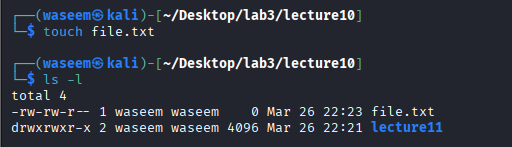 ┌──(waseem㉿kali)-[~/Desktop/lab3/lecture10]
└─$ touch file.txt
┌──(waseem㉿kali)-[~/Desktop/lab3/lecture10]
└─$ ls -l
total 4
-rw-rw-r-- 1 waseem waseem    0 Mar 26 22:23 file.txt
drwxrwxr-x 2 waseem waseem 4096 Mar 26 22:21 lecture11